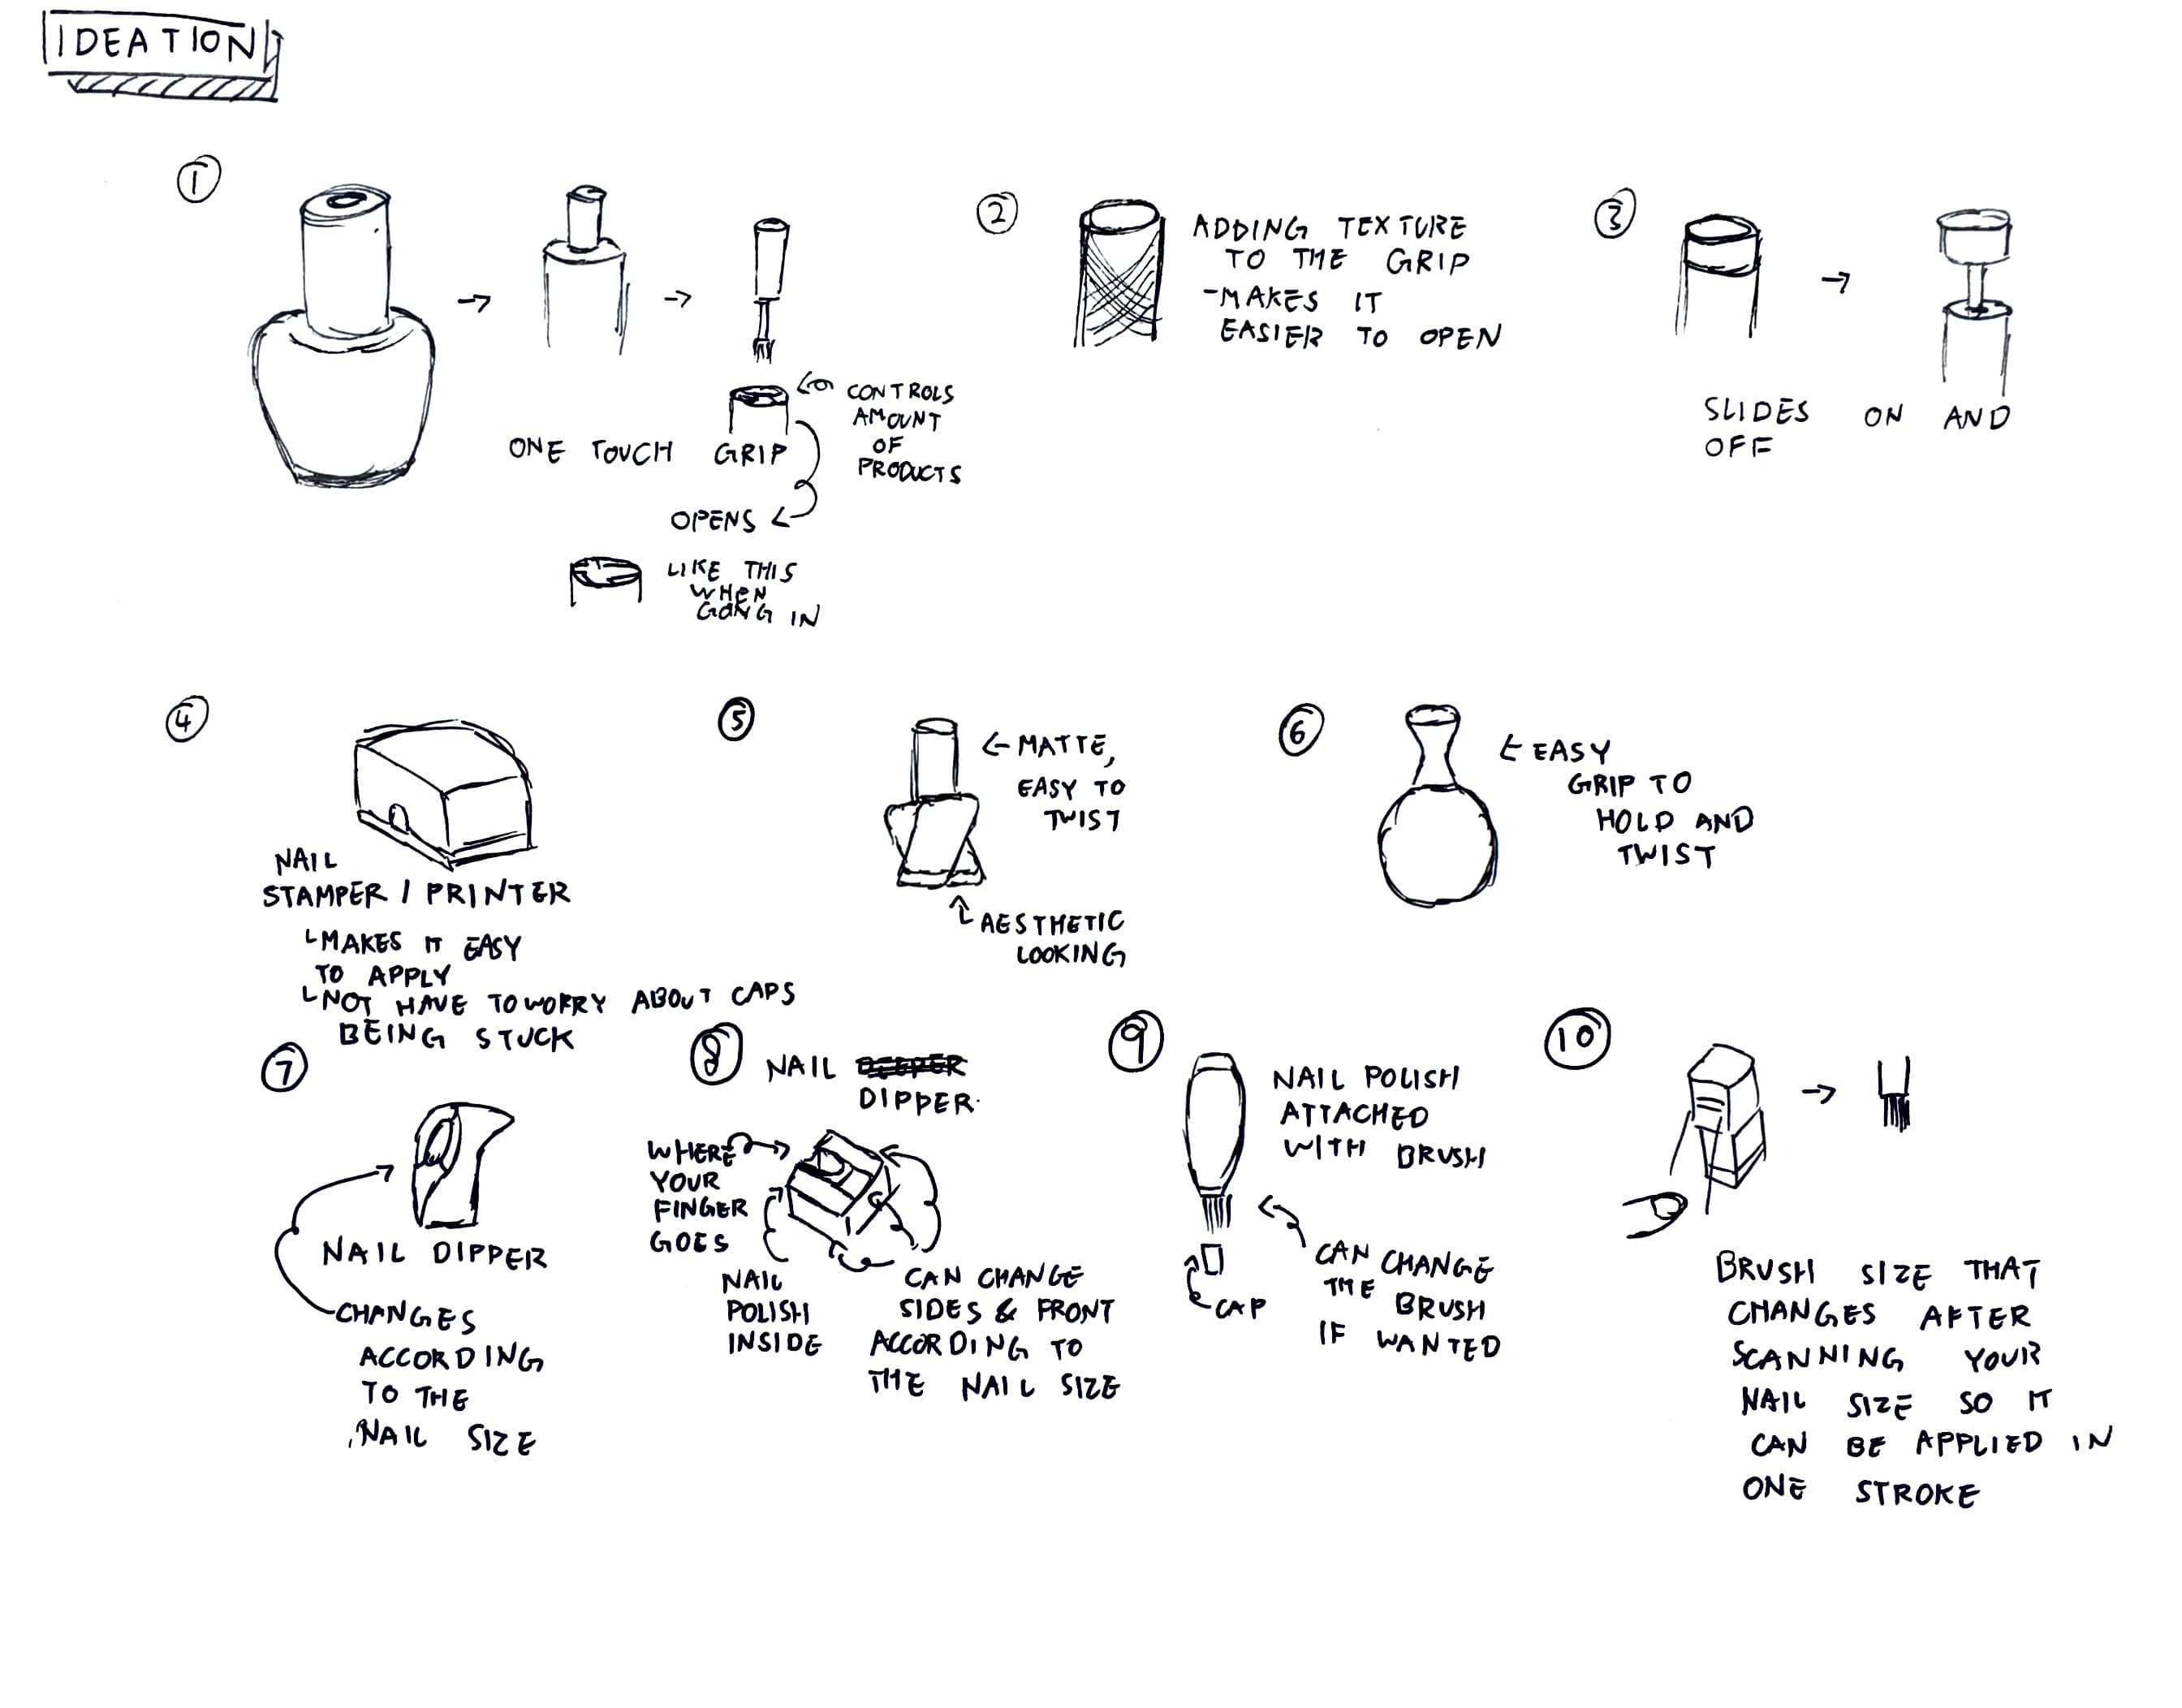 IDEATION
1
ONE TOUCH GRIP
CONTROLS
AMOUNT
OF
PRODUCTS
OPENS
LIKE THIS
WHEN
GOING IN
2
ADDING TEXTURE
TO THE GRIP
-MAKES IT
EASIER TO OPEN
3
SLIDES ON AND
OFF
4
NAIL
STAMPER / PRINTER
MAKES IT EASY
TO APPLY
NOT HAVE TO WORRY ABOUT CAPS
BEING STUCK
5
MATTE,
EASY TO
TWIST
AESTHETIC
LOOKING
6
EASY
GRIP TO
HOLD AND
TWIST
7
NAIL DIPPER
CHANGES
ACCORDING
TO THE
NAIL SIZE
8
NAIL
DIPPER
WHERE
YOUR
FINGER
GOES
NAIL
POLISH
INSIDE
CAN CHANGE
SIDES & FRONT
ACCORDING TO
THE NAIL SIZE
9
NAIL POLISH
ATTACHED
WITH BRUSH
CAN CHANGE
THE BRUSH
IF WANTED
CAP
10
BRUSH SIZE THAT
CHANGES AFTER
SCANNING YOUR
NAIL SIZE SO IT
CAN BE APPLIED IN
ONE STROKE